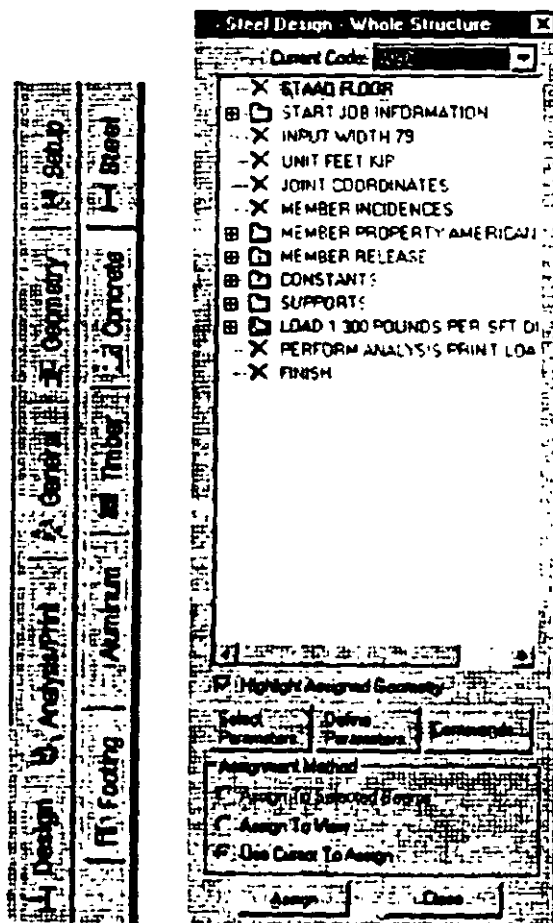 Setup
Geometry
General
Analysis/Print
Design
Steel
Concrete
Timber
Aluminum
Footing
- Steel Design - Whole Structure
Current Code:
STAAD FLOOR
START JOB INFORMATION
INPUT WIDTH 79
UNIT FEET KIP
JOINT COORDINATES
MEMBER INCIDENCES
MEMBER PROPERTY AMERICAN
MEMBER RELEASE
CONSTANTS
SUPPORTS
LOAD 1 300 POUNDS PER SFT DI
PERFORM ANALYSIS PRINT LOA
FINISH
Highlight Assigned Geometry
Select Parameters
Define Parameters
Commands
Assignment Method
Assign To Selected Beams
Assign To View
Use Cursor To Assign
Assign
Close